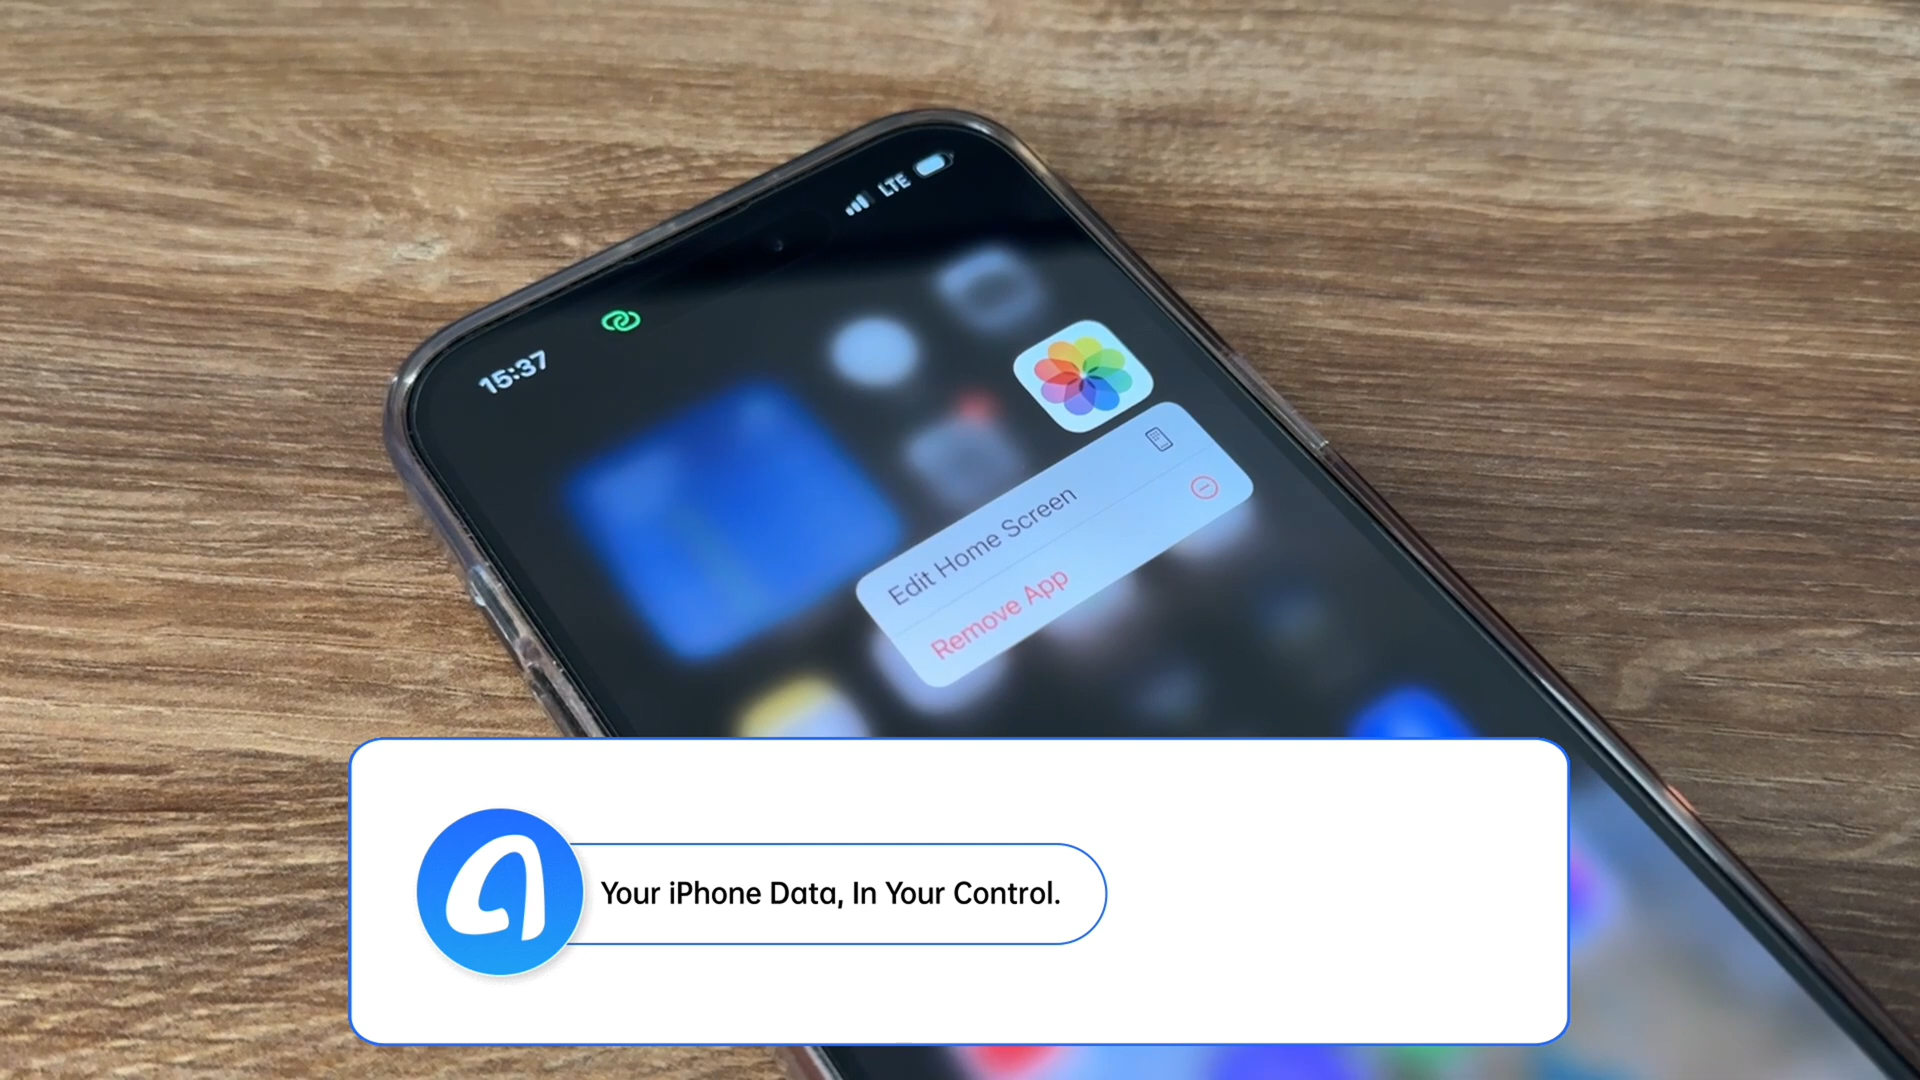 15:37
LTE
Edit Home Screen
Remove App
Your iPhone Data, In Your Control.